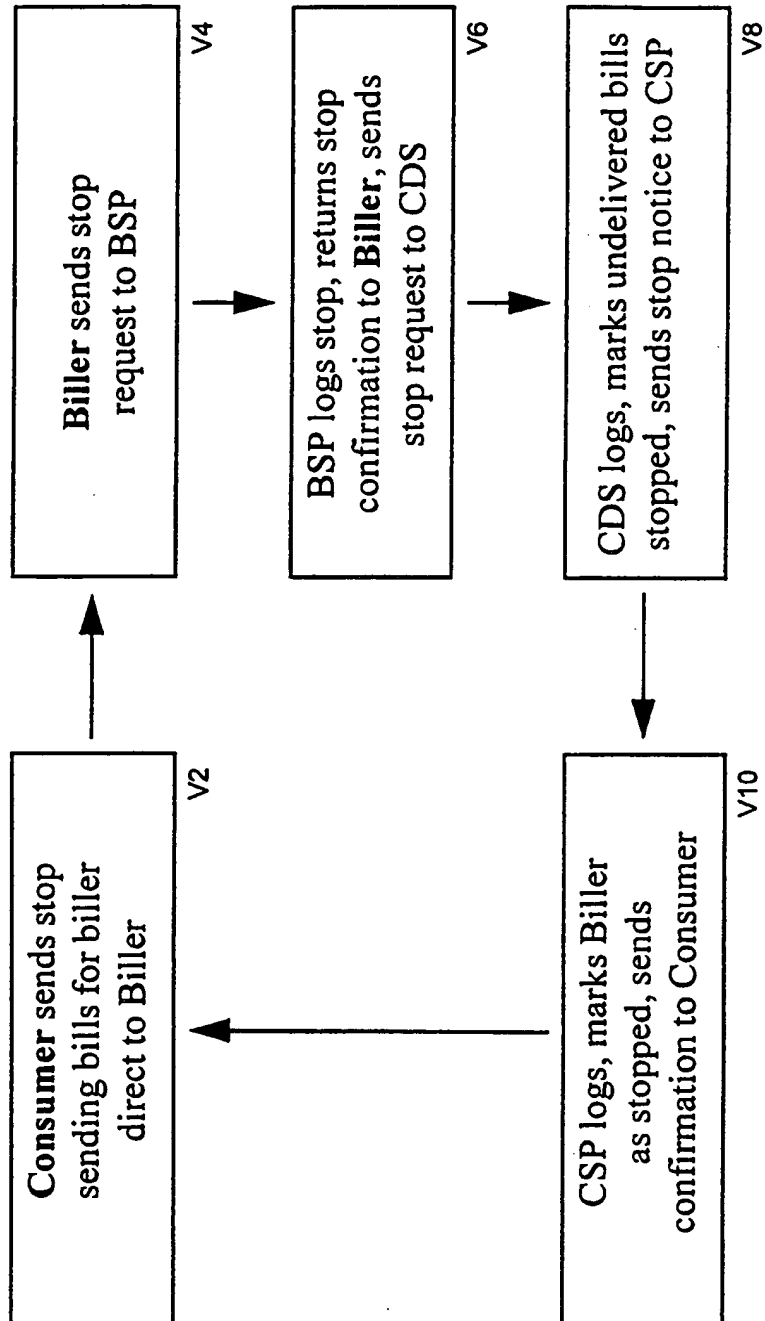 Consumer sends stop
sending bills for biller
direct to Biller
V2
Biller sends stop
request to BSP
V4
BSP logs stop, returns stop
confirmation to Biller, sends
stop request to CDS
V6
CDS logs, marks undelivered bills
stopped, sends stop notice to CSP
V8
CSP logs, marks Biller
as stopped, sends
confirmation to Consumer
V10